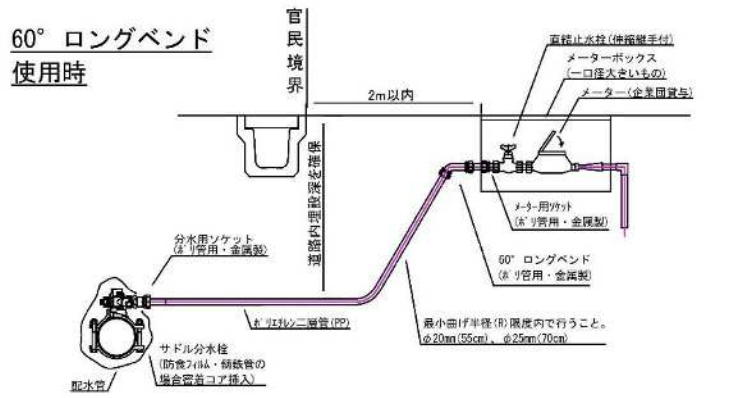 60° ロングベンド
使用時
官民境界
2m以内
直結止水栓(伸縮継手付)
メーターボックス
(一口径大きいもの)
メーター(企業団貸与)
道路内埋設深を確保
メーター用ソケット
(ポリ管用・金属製)
60° ロングベンド
(ポリ管用・金属製)
分水用ソケット
(ポリ管用・金属製)
ポリエチレン二層管(PP)
最小曲げ半径(R)限度内で行うこと。
φ20mm(55cm)、φ25mm(70cm)
サドル分水栓
(防食フィルム・鋳鉄管の
場合密着コア挿入)
配水管